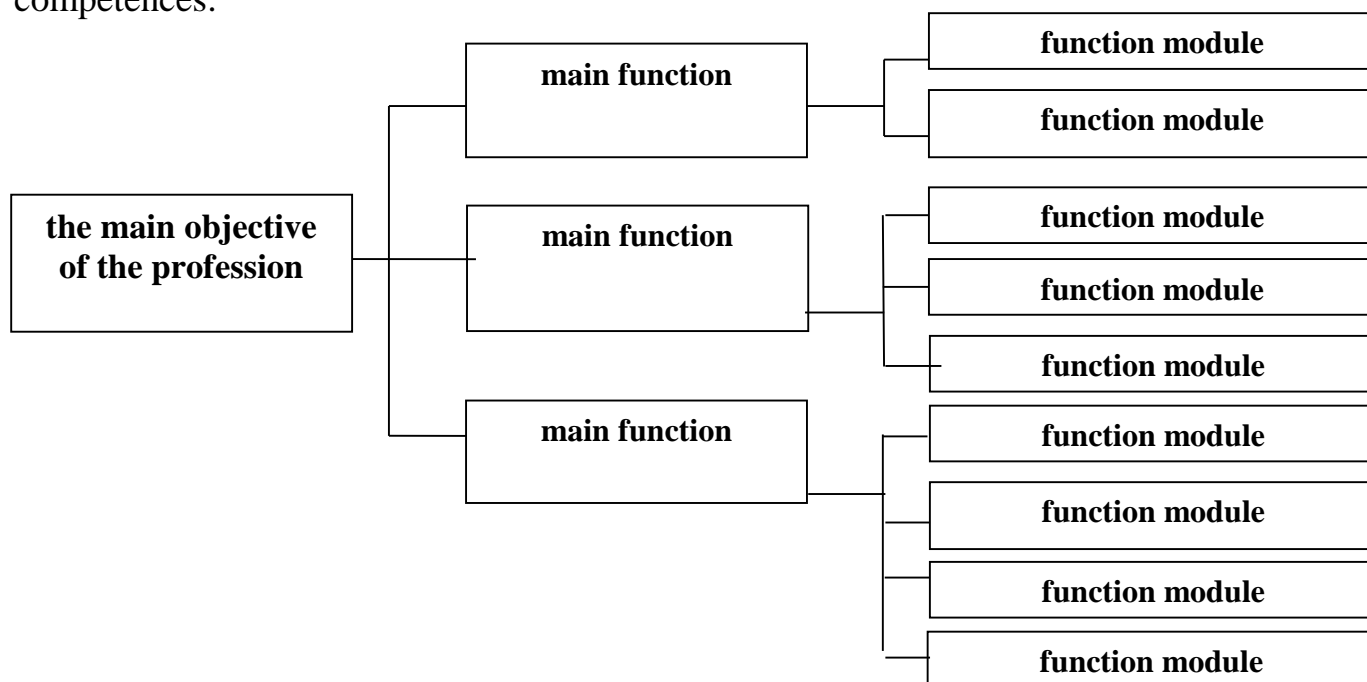 competences.
main function
function module
function module
the main objective
of the profession
main function
function module
function module
function module
main function
function module
function module
function module
function module